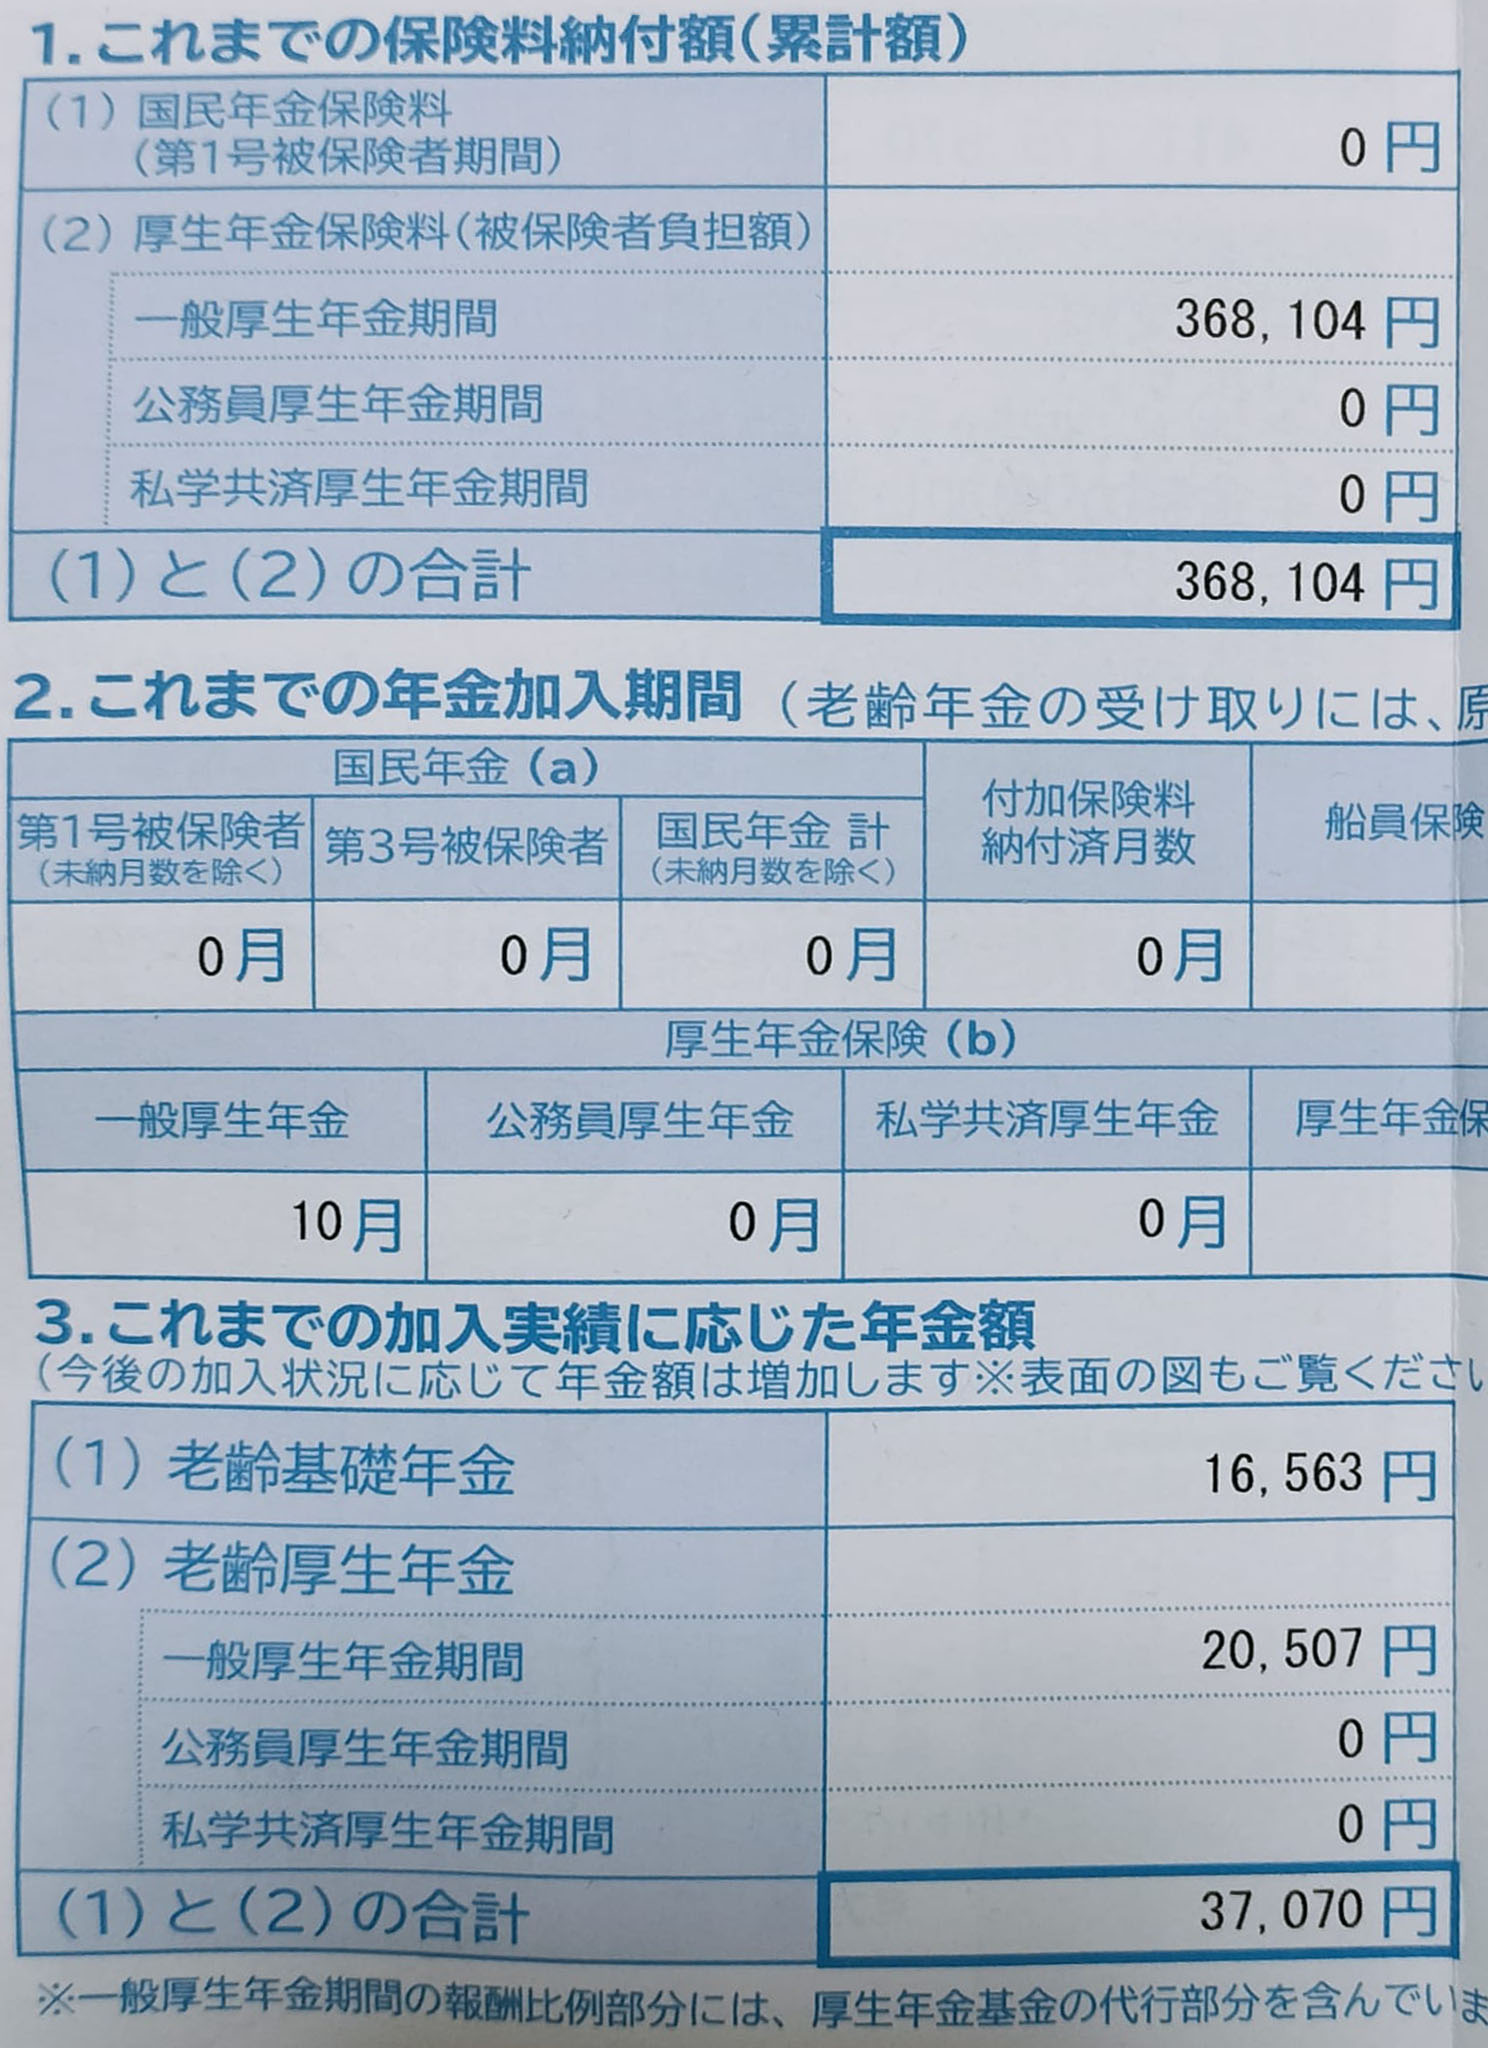 1.これまでの保険料納付額(累計額)
(1)国民年金保険料
(第1号被保険者期間)
0 円
(2)厚生年金保険料(被保険者負担額)
一般厚生年金期間
368,104 円
公務員厚生年金期間
0 円
私学共済厚生年金期間
0 円
(1)と(2)の合計
368,104 円
2.これまでの年金加入期間 (老齢年金の受け取りには、原
国民年金(a)
第1号被保険者
(未納月数を除く)
第3号被保険者
国民年金 計
(未納月数を除く)
付加保険料
納付済月数
船員保険
0月
0月
0月
0月
厚生年金保険(b)
一般厚生年金
公務員厚生年金
私学共済厚生年金
厚生年金保
10月
0月
0月
3.これまでの加入実績に応じた年金額
(今後の加入状況に応じて年金額は増加します※表面の図もご覧ください
(1)老齢基礎年金
16,563 円
(2)老齢厚生年金
一般厚生年金期間
20,507 円
公務員厚生年金期間
0 円
私学共済厚生年金期間
0 円
(1)と(2)の合計
37,070 円
※一般厚生年金期間の報酬比例部分には、厚生年金基金の代行部分を含んでいま